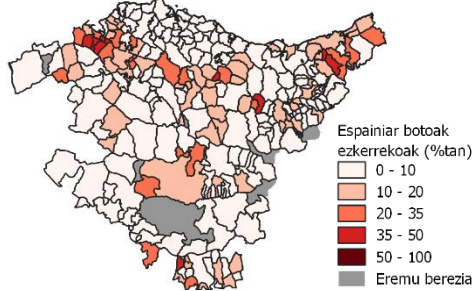 Espainiar botoak
ezkerrekoak (%tan)
0 - 10
10 - 20
20 - 35
35 - 50
50 - 100
Eremu berezia